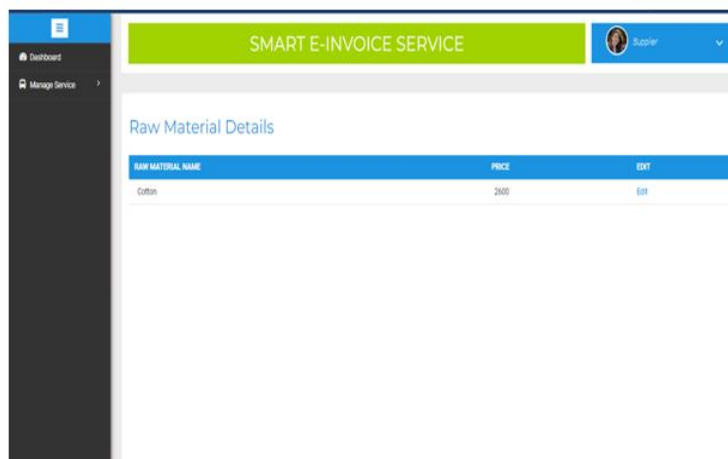 SMART E-INVOICE SERVICE
Supplier
Dashboard
Manage Service
Raw Material Details
RAW MATERIAL NAME PRICE EDIT
Cotton 2600 Edit